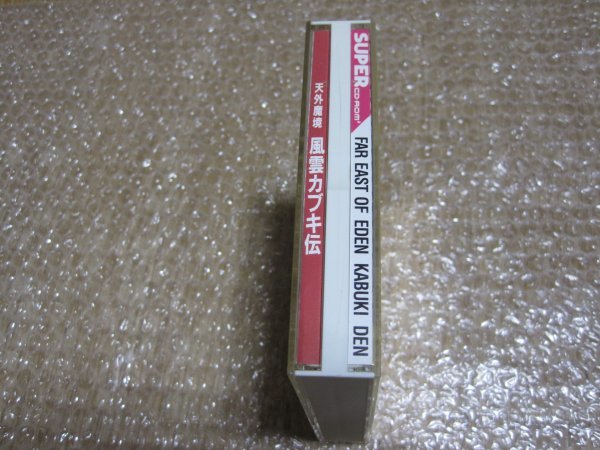 天外魔境 風雲カブキ伝
SUPER CD-ROM²
FAR EAST OF EDEN KABUKI DEN